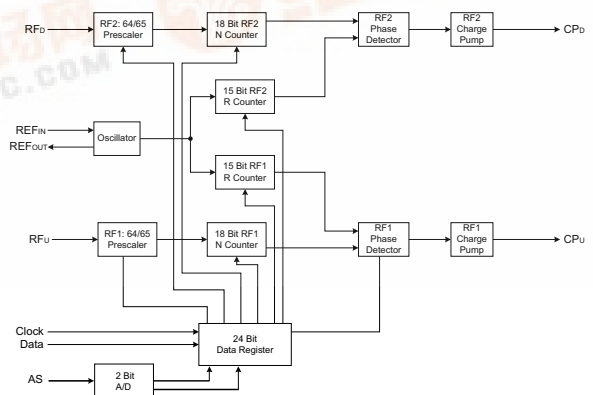 RFD
RF2: 64/65
Prescaler
18 Bit RF2
N Counter
RF2
Phase
Detector
RF2
Charge
Pump
CPD
15 Bit RF2
R Counter
REFIN
REFOUT
Oscillator
15 Bit RF1
R Counter
RFU
RF1: 64/65
Prescaler
18 Bit RF1
N Counter
RF1
Phase
Detector
RF1
Charge
Pump
CPU
Clock
Data
24 Bit
Data Register
AS
2 Bit
A/D
C.COM